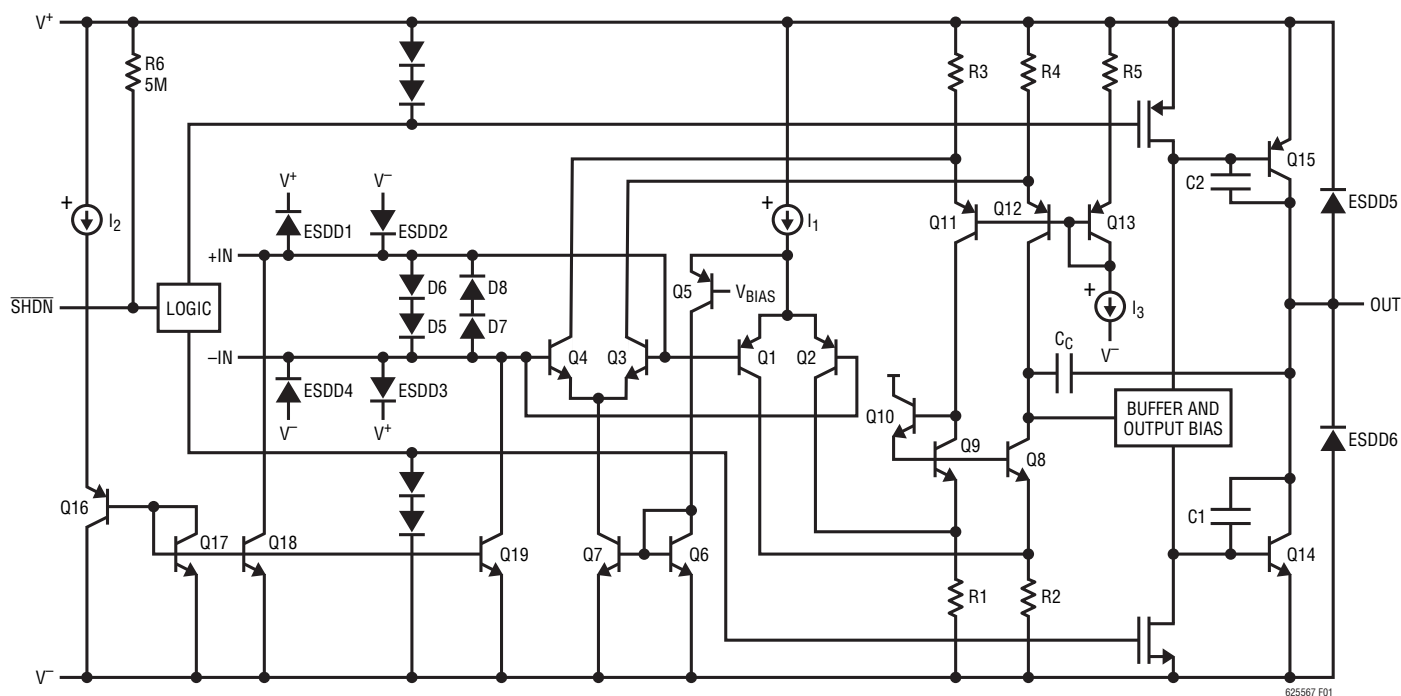 V+
R6
5M
R3
R4
R5
Q15
C2
ESDD5
V+
V−
+
I2
ESDD1
ESDD2
+
I1
Q11
Q12
Q13
+IN
D6
D8
Q5
VBIAS
+
I3
SHDN
LOGIC
OUT
D5
D7
V−
−IN
Q4
Q3
Q1
Q2
CC
ESDD4
ESDD3
V−
V+
Q10
BUFFER AND
OUTPUT BIAS
ESDD6
Q9
Q8
Q16
C1
Q17
Q18
Q19
Q7
Q6
Q14
R1
R2
V−
625567 F01